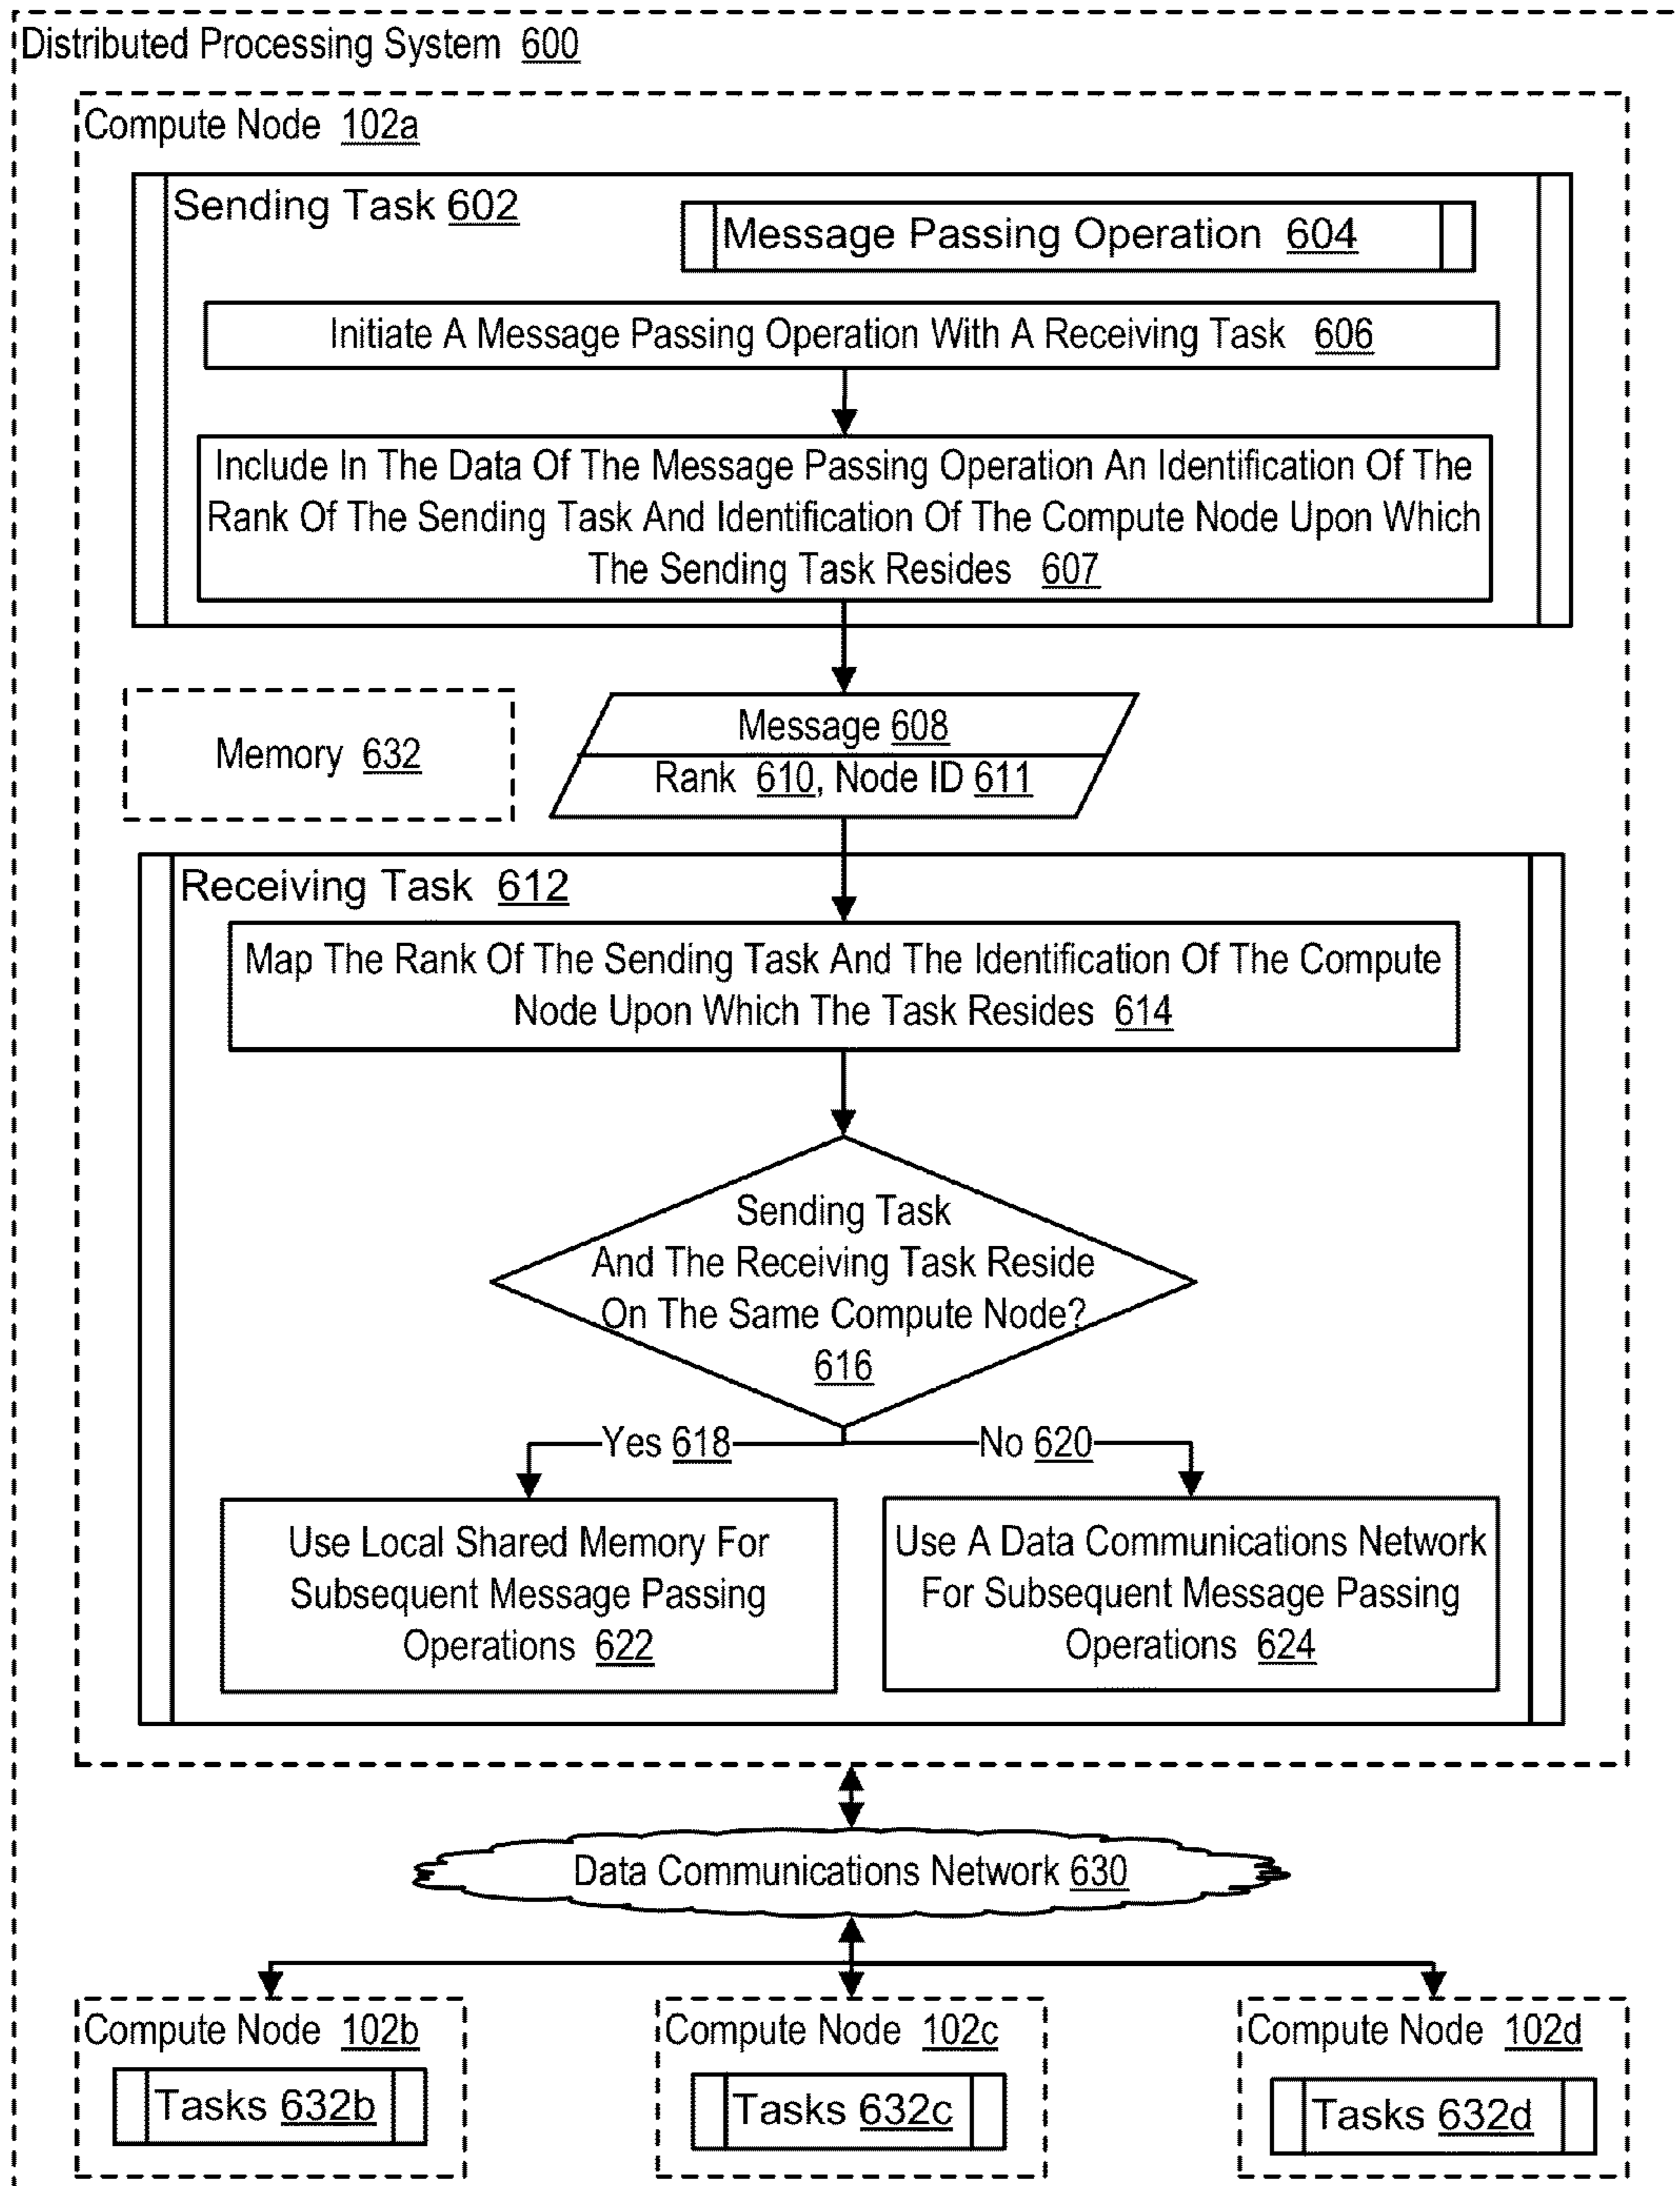 Distributed Processing System 600
Compute Node 102a
Sending Task 602
Message Passing Operation 604
Initiate A Message Passing Operation With A Receiving Task 606
Include In The Data Of The Message Passing Operation An Identification Of The
Rank Of The Sending Task And Identification Of The Compute Node Upon Which
The Sending Task Resides 607
Memory 632
Message 608
Rank 610, Node ID 611
Receiving Task 612
Map The Rank Of The Sending Task And The Identification Of The Compute
Node Upon Which The Task Resides 614
Sending Task
And The Receiving Task Reside
On The Same Compute Node?
616
Yes 618
No 620
Use Local Shared Memory For
Subsequent Message Passing
Operations 622
Use A Data Communications Network
For Subsequent Message Passing
Operations 624
Data Communications Network 630
Compute Node 102b
Tasks 632b
Compute Node 102c
Tasks 632c
Compute Node 102d
Tasks 632d